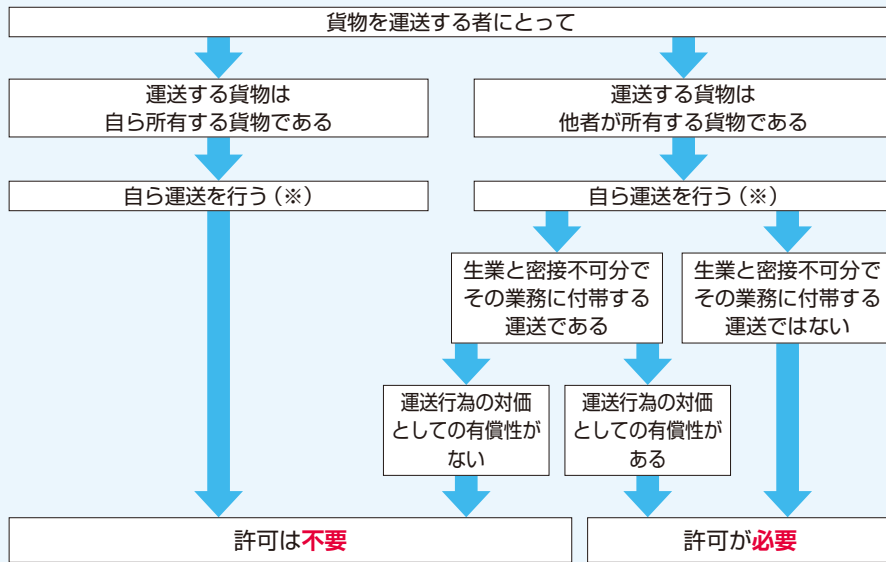 貨物を運送する者にとって
運送する貨物は
自ら所有する貨物である
運送する貨物は
他者が所有する貨物である
自ら運送を行う（※）
自ら運送を行う（※）
生業と密接不可分で
その業務に付帯する
運送である
生業と密接不可分で
その業務に付帯する
運送ではない
運送行為の対価
としての有償性が
ない
運送行為の対価
としての有償性が
ある
許可は不要
許可が必要